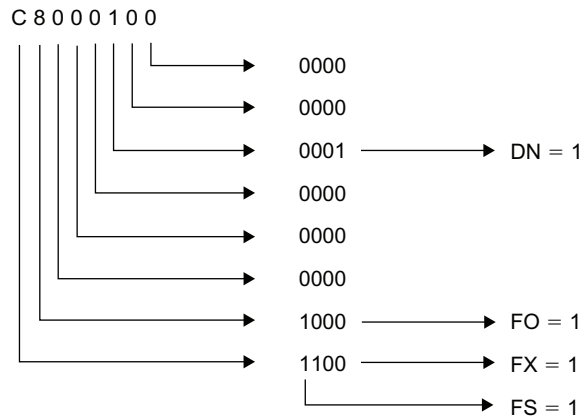 C 8 0 0 0 1 0 0
0000
0000
0001 DN = 1
0000
0000
0000
1000 FO = 1
1100 FX = 1
FS = 1